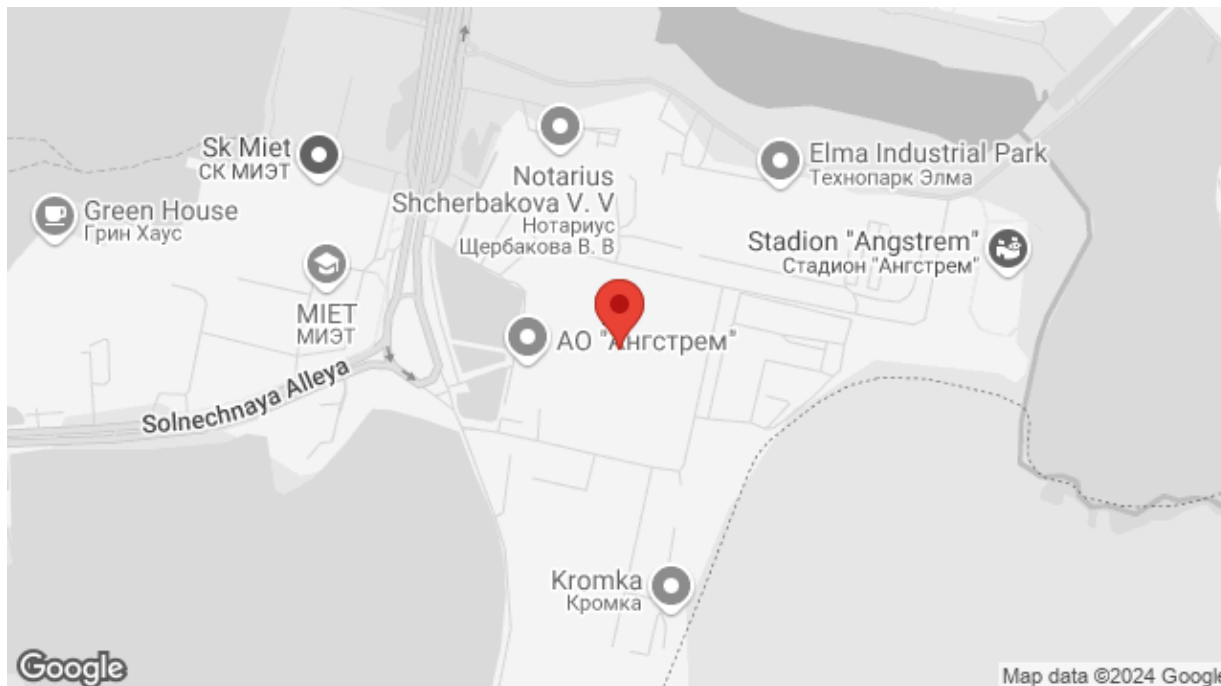 Sk Miet
СК МИЭТ
Green House
Грин Хаус
Notarius
Shcherbakova V. V
Нотариус
Щербакова В. В
Elma Industrial Park
Технопарк Элма
Stadion "Angstrem"
Стадион "Ангстрем"
MIET
МИЭТ
АО "Ангстрем"
Solnechnaya Alleya
Kromka
Кромка
Google
Map data ©2024 Google